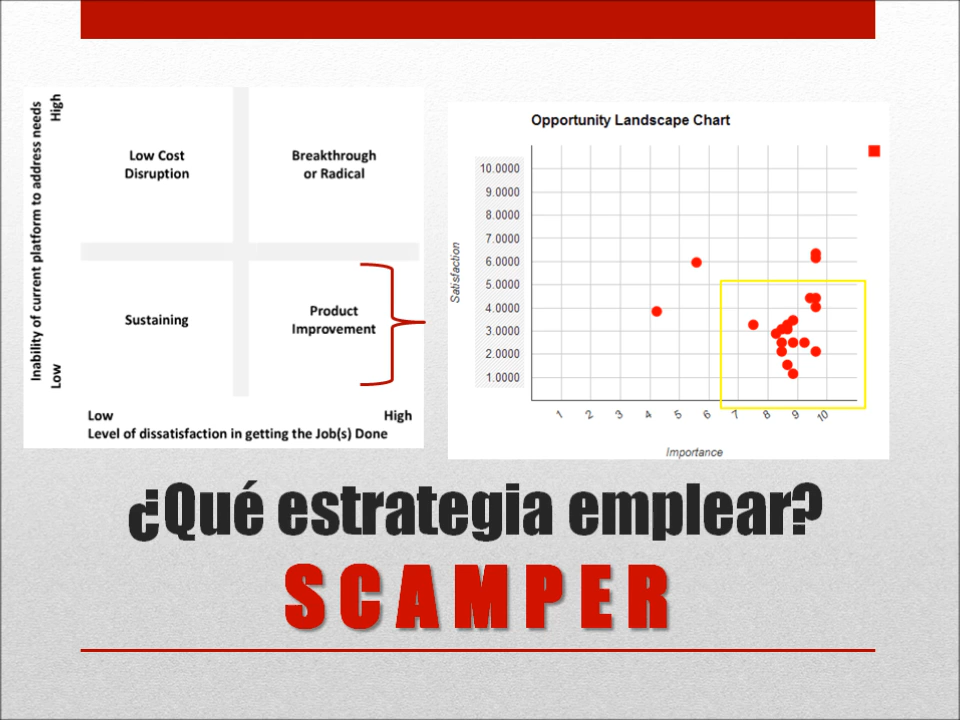 Inability of current platform to address needs
High
Low
Low Cost
Disruption
Breakthrough
or Radical
Sustaining
Product
Improvement
Low
High
Level of dissatisfaction in getting the Job(s) Done
Opportunity Landscape Chart
Satisfaction
10.0000
9.0000
8.0000
7.0000
6.0000
5.0000
4.0000
3.0000
2.0000
1.0000
1 2 3 4 5 6 7 8 9 10
Importance
¿Qué estrategia emplear?
S C A M P E R